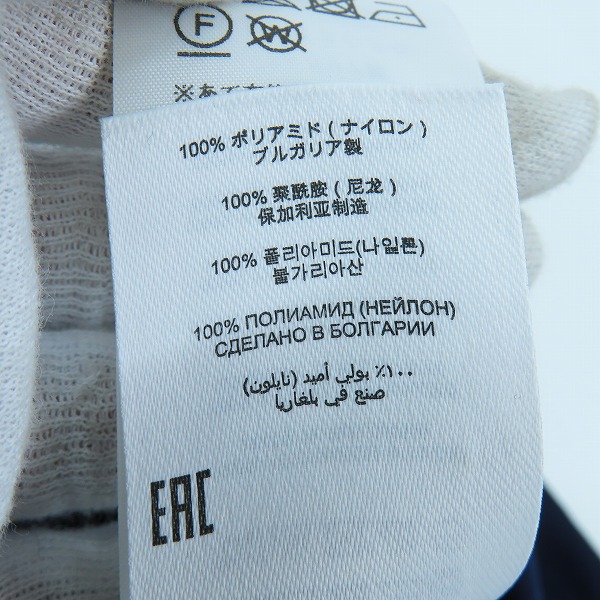 F
W
100% ポリアミド ( ナイロン )
ブルガリア製
100% 聚酰胺 ( 尼龙 )
保加利亚制造
100% 폴리아미드(나일론)
불가리아산
100% ПОЛИАМИД (НЕЙЛОН)
СДЕЛАНО В БОЛГАРИИ
١٠٠٪ بولي أميد (نايلون)
صنع في بلغاريا
EAC